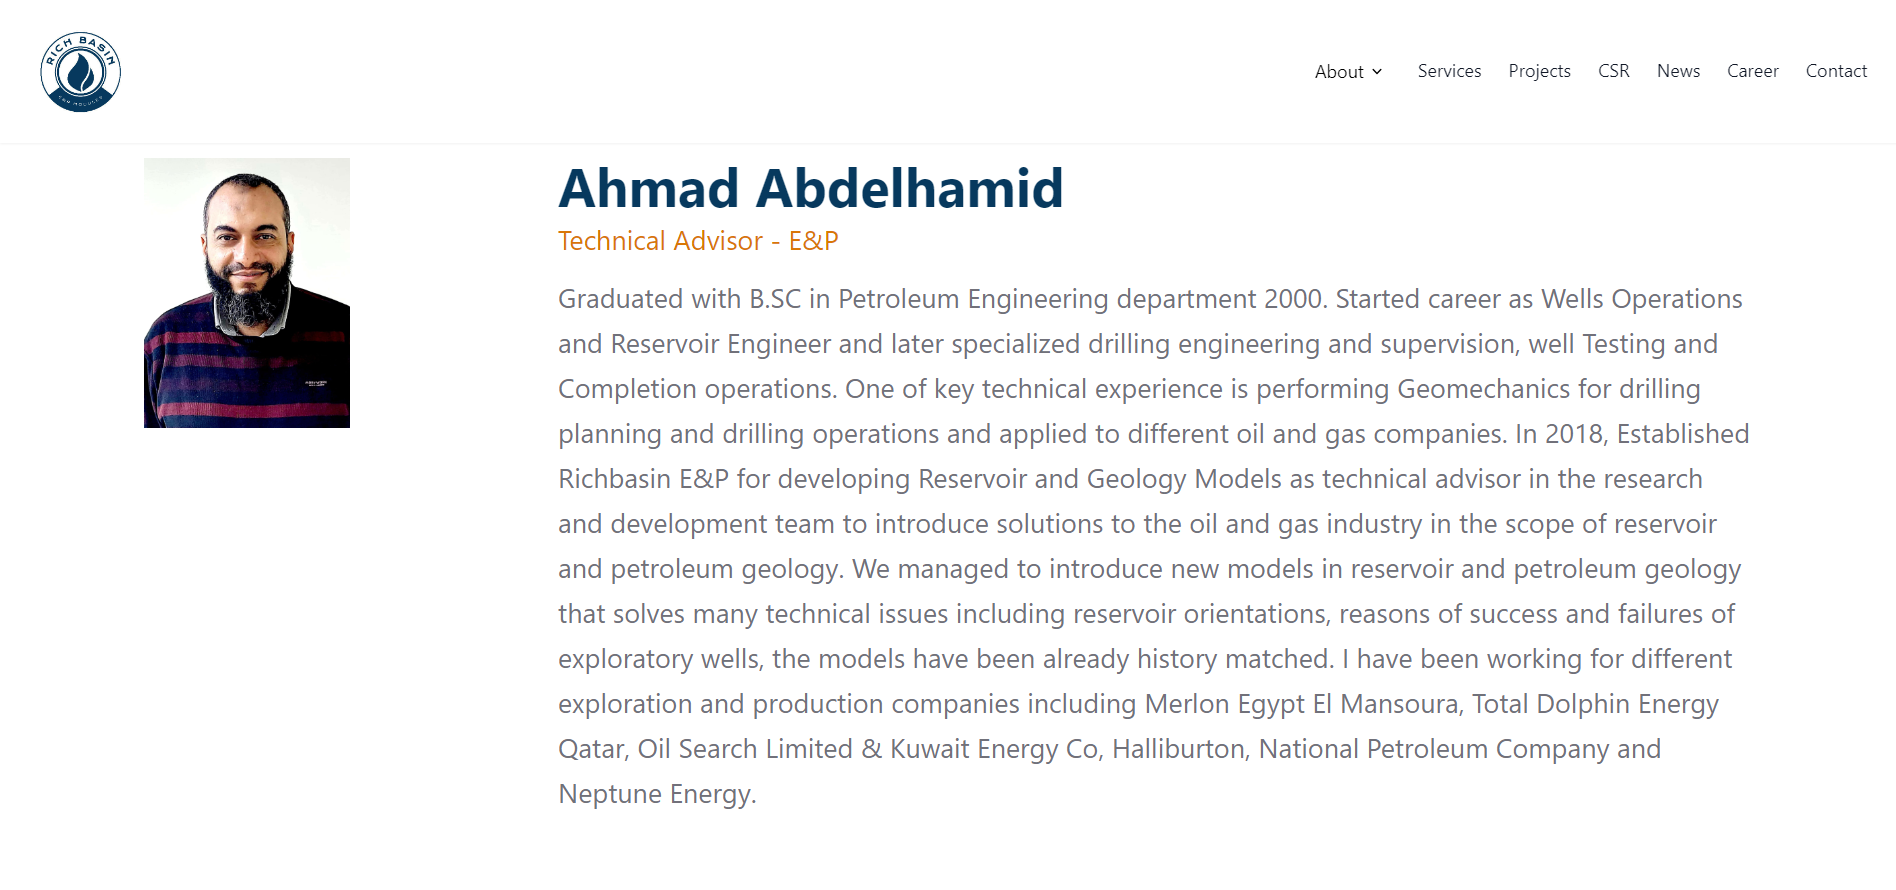 RICH BASIN
About
Services
Projects
CSR
News
Career
Contact
Ahmad Abdelhamid
Technical Advisor - E&P
Graduated with B.SC in Petroleum Engineering department 2000. Started career as Wells Operations
and Reservoir Engineer and later specialized drilling engineering and supervision, well Testing and
Completion operations. One of key technical experience is performing Geomechanics for drilling
planning and drilling operations and applied to different oil and gas companies. In 2018, Established
Richbasin E&P for developing Reservoir and Geology Models as technical advisor in the research
and development team to introduce solutions to the oil and gas industry in the scope of reservoir
and petroleum geology. We managed to introduce new models in reservoir and petroleum geology
that solves many technical issues including reservoir orientations, reasons of success and failures of
exploratory wells, the models have been already history matched. I have been working for different
exploration and production companies including Merlon Egypt El Mansoura, Total Dolphin Energy
Qatar, Oil Search Limited & Kuwait Energy Co, Halliburton, National Petroleum Company and
Neptune Energy.